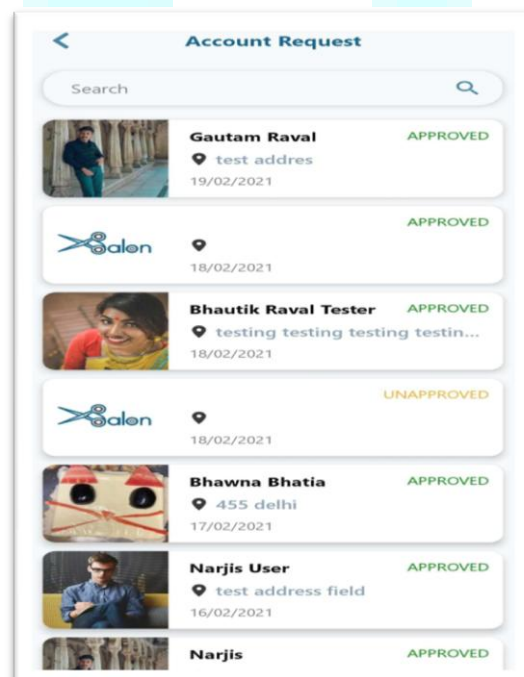 Account Request
Search
Gautam Raval APPROVED
test addres
19/02/2021
APPROVED
Salon
18/02/2021
Bhautik Raval Tester APPROVED
testing testing testing testin...
18/02/2021
UNAPPROVED
Salon
18/02/2021
Bhawna Bhatia APPROVED
455 delhi
17/02/2021
Narjis User APPROVED
test address field
16/02/2021
Narjis APPROVED